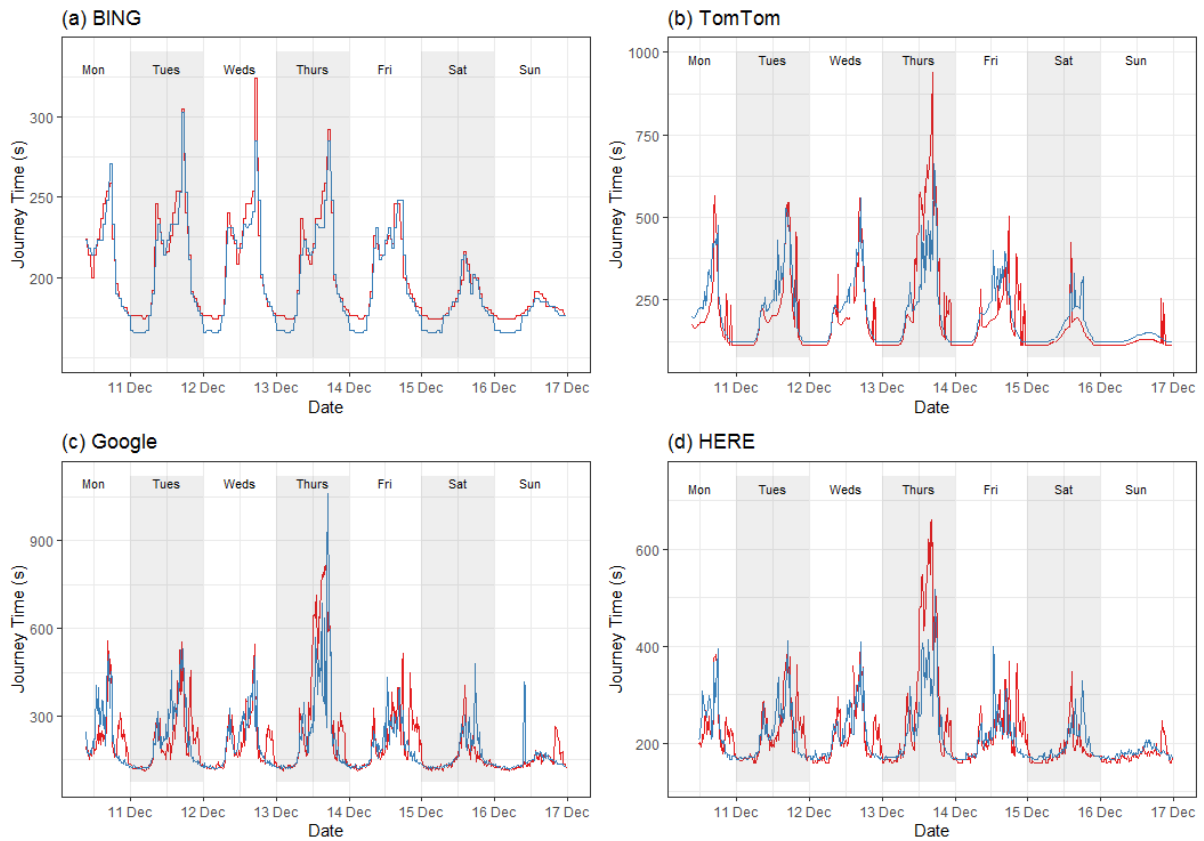 (a) BING
Journey Time (s)
300
250
200
Mon Tues Weds Thurs Fri Sat Sun
11 Dec 12 Dec 13 Dec 14 Dec 15 Dec 16 Dec 17 Dec
Date
(b) TomTom
Journey Time (s)
1000
750
500
250
Mon Tues Weds Thurs Fri Sat Sun
11 Dec 12 Dec 13 Dec 14 Dec 15 Dec 16 Dec 17 Dec
Date
(c) Google
Journey Time (s)
900
600
300
Mon Tues Weds Thurs Fri Sat Sun
11 Dec 12 Dec 13 Dec 14 Dec 15 Dec 16 Dec 17 Dec
Date
(d) HERE
Journey Time (s)
600
400
200
Mon Tues Weds Thurs Fri Sat Sun
11 Dec 12 Dec 13 Dec 14 Dec 15 Dec 16 Dec 17 Dec
Date